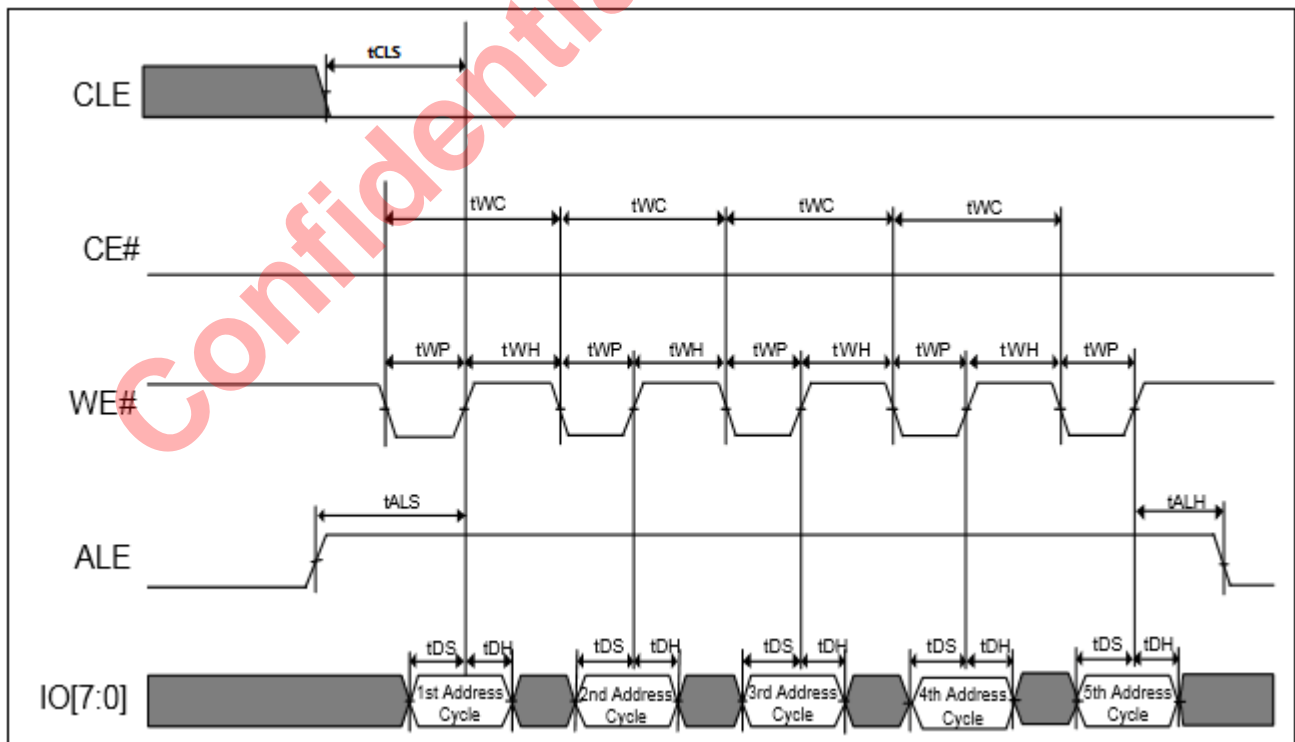 Confidential
tCLS
CLE
tWC tWC tWC tWC
CE#
tWP tWH tWP tWH tWP tWH tWP tWH tWP
WE#
tALS tALH
ALE
tDS tDH tDS tDH tDS tDH tDS tDH tDS tDH
IO[7:0]
1st Address Cycle
2nd Address Cycle
3rd Address Cycle
4th Address Cycle
5th Address Cycle